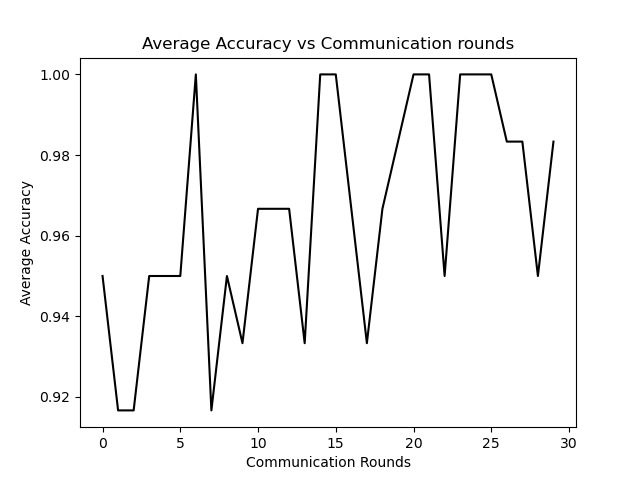 Average Accuracy vs Communication rounds
1.00
0.98
0.96
0.94
0.92
Average Accuracy
0 5 10 15 20 25 30
Communication Rounds